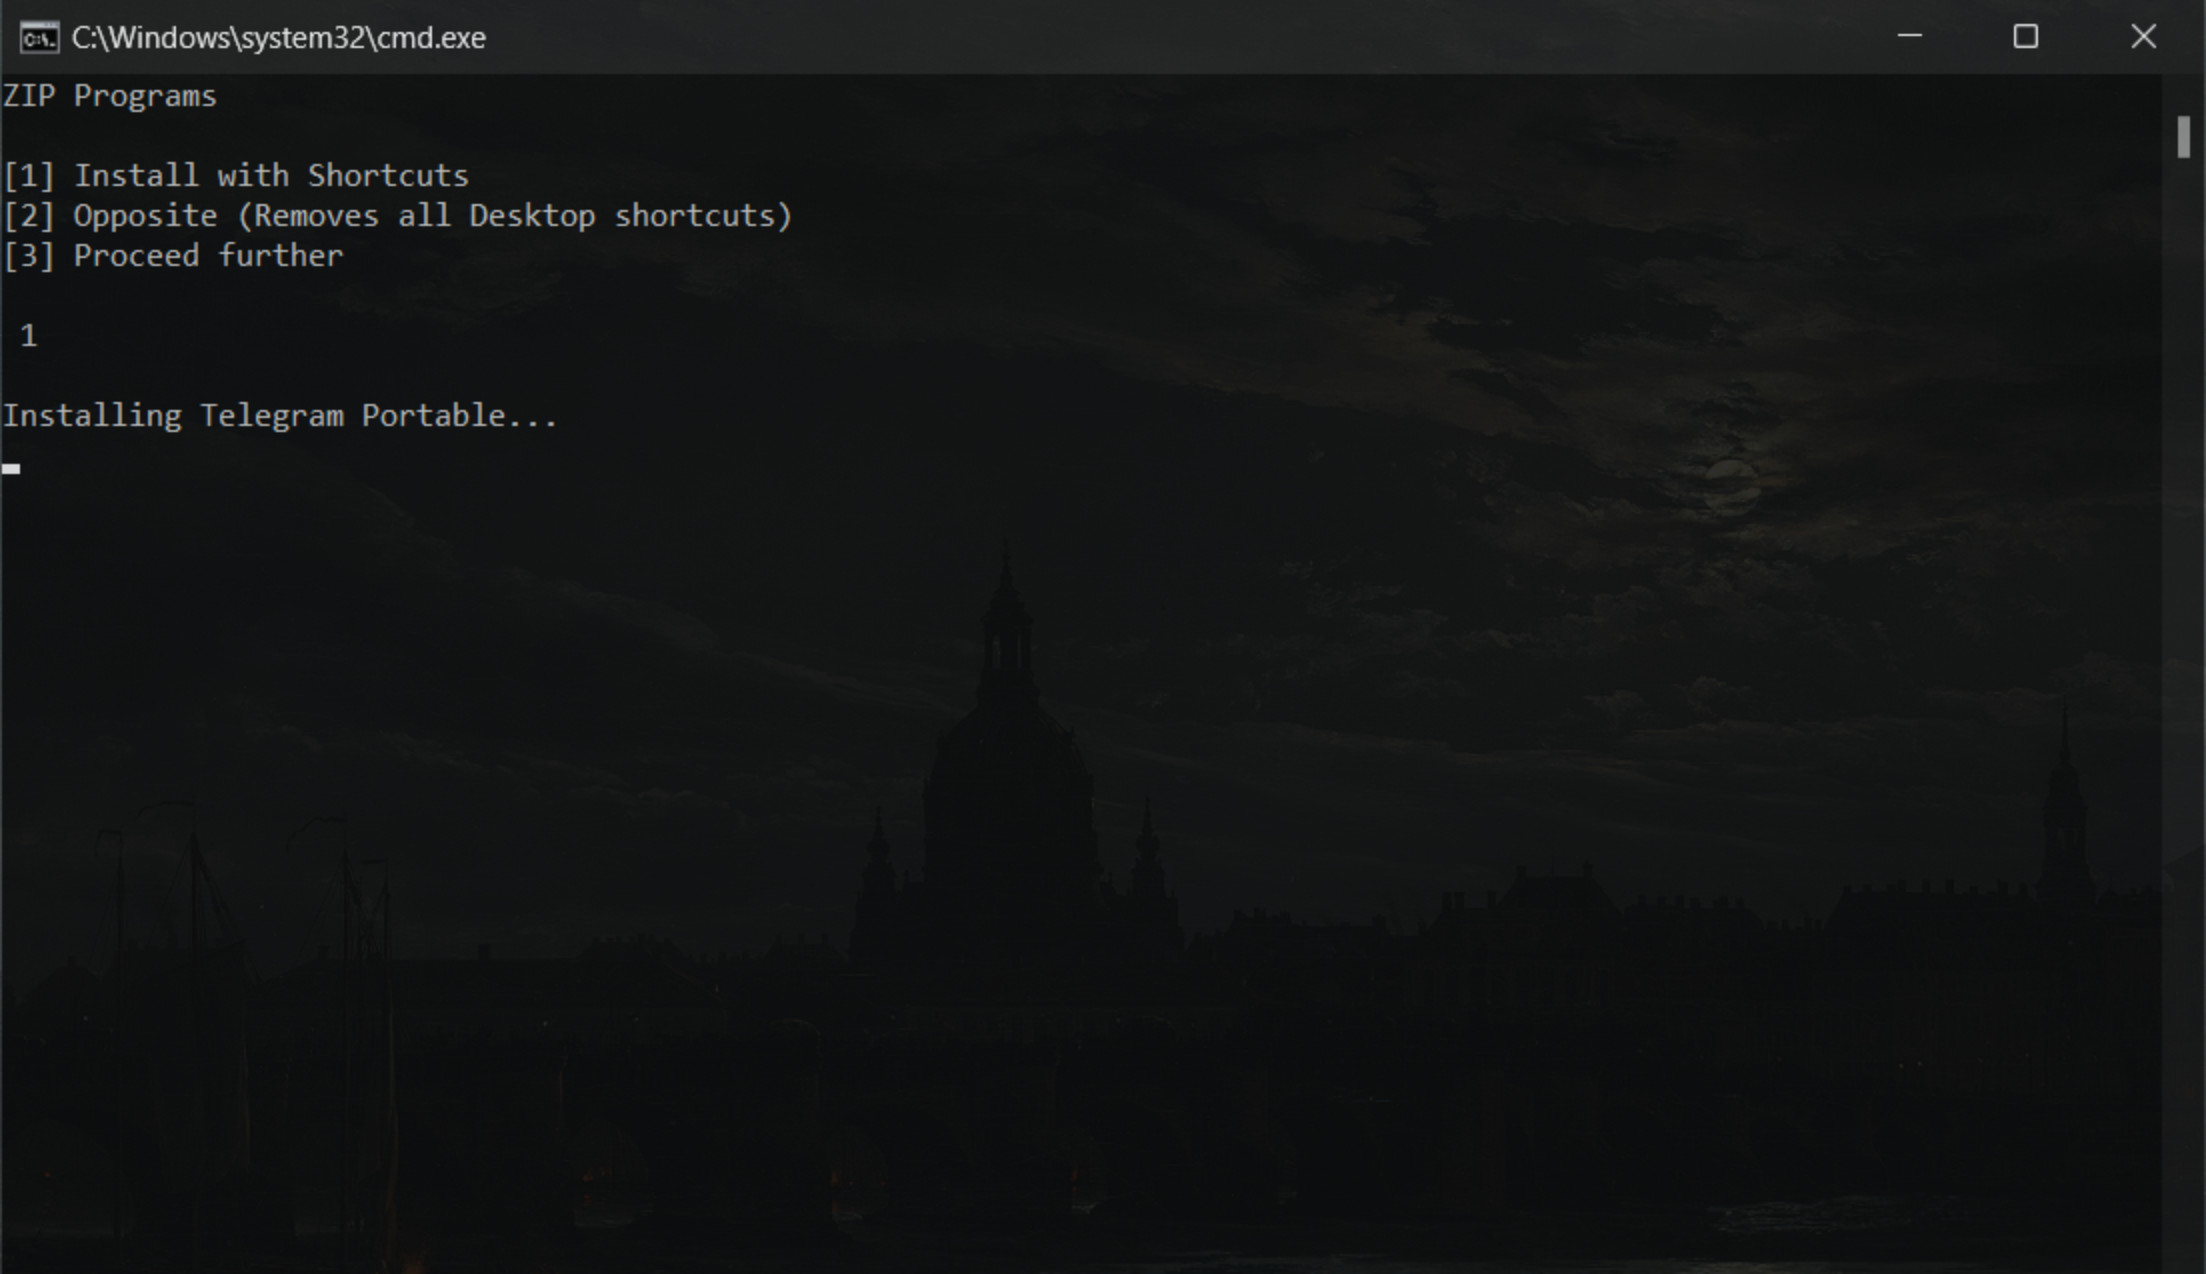 C:\Windows\system32\cmd.exe
ZIP Programs
[1] Install with Shortcuts
[2] Opposite (Removes all Desktop shortcuts)
[3] Proceed further
1
Installing Telegram Portable...